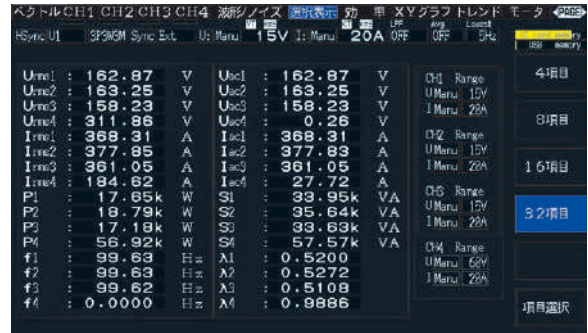 ベクトル CH1 CH2 CH3 CH4 波形/ノイズ 選択表示 効 率 XYグラフ トレンド モータ PAGE
HSync U1 3P3W3M Sync Ext. U: Manu 15V I: Manu 20A LPF OFF Avg OFF Lowest 5Hz
USB memory
Urms1 : 162.87 V Uac1 : 162.87 V
Urms2 : 163.25 V Uac2 : 163.25 V
Urms3 : 158.23 V Uac3 : 158.23 V
Urms4 : 311.86 V Uac4 : 0.26 V
Irms1 : 368.31 A Iac1 : 368.31 A
Irms2 : 377.85 A Iac2 : 377.83 A
Irms3 : 361.05 A Iac3 : 361.05 A
Irms4 : 184.62 A Iac4 : 27.72 A
P1 : 17.65k W S1 : 33.95k VA
P2 : 18.79k W S2 : 35.64k VA
P3 : 17.18k W S3 : 33.63k VA
P4 : 56.92k W S4 : 57.57k VA
f1 : 99.63 Hz λ1 : 0.5200
f2 : 99.63 Hz λ2 : 0.5272
f3 : 99.62 Hz λ3 : 0.5108
f4 : 0.0000 Hz λ4 : 0.9886
CH1 Range
U Manu 15V
I Manu 20A
CH2 Range
U Manu 15V
I Manu 20A
CH3 Range
U Manu 15V
I Manu 20A
CH4 Range
U Manu 60V
I Manu 20A
4項目
8項目
16項目
32項目
項目選択